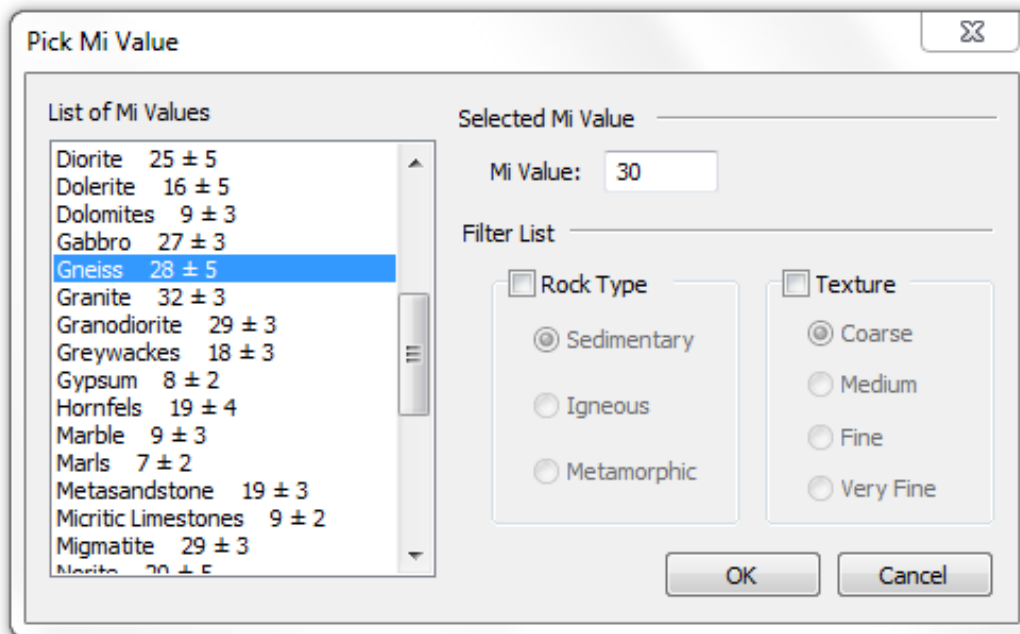 Pick Mi Value
List of Mi Values
Diorite 25 ± 5
Dolerite 16 ± 5
Dolomites 9 ± 3
Gabbro 27 ± 3
Gneiss 28 ± 5
Granite 32 ± 3
Granodiorite 29 ± 3
Greywackes 18 ± 3
Gypsum 8 ± 2
Hornfels 19 ± 4
Marble 9 ± 3
Marls 7 ± 2
Metasandstone 19 ± 3
Micritic Limestones 9 ± 2
Migmatite 29 ± 3
Norite 20 ± 5
Selected Mi Value
Mi Value: 30
Filter List
Rock Type
Sedimentary
Igneous
Metamorphic
Texture
Coarse
Medium
Fine
Very Fine
OK
Cancel